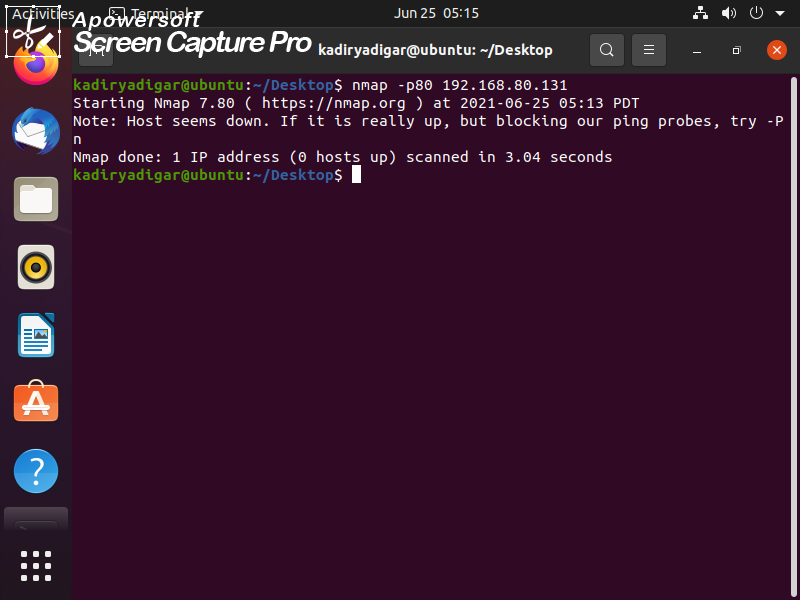 Activities
Terminal
Jun 25 05:15
Apowersoft
Screen Capture Pro
kadiryadigar@ubuntu: ~/Desktop
kadiryadigar@ubuntu:~/Desktop$ nmap -p80 192.168.80.131
Starting Nmap 7.80 ( https://nmap.org ) at 2021-06-25 05:13 PDT
Note: Host seems down. If it is really up, but blocking our ping probes, try -P
n
Nmap done: 1 IP address (0 hosts up) scanned in 3.04 seconds
kadiryadigar@ubuntu:~/Desktop$